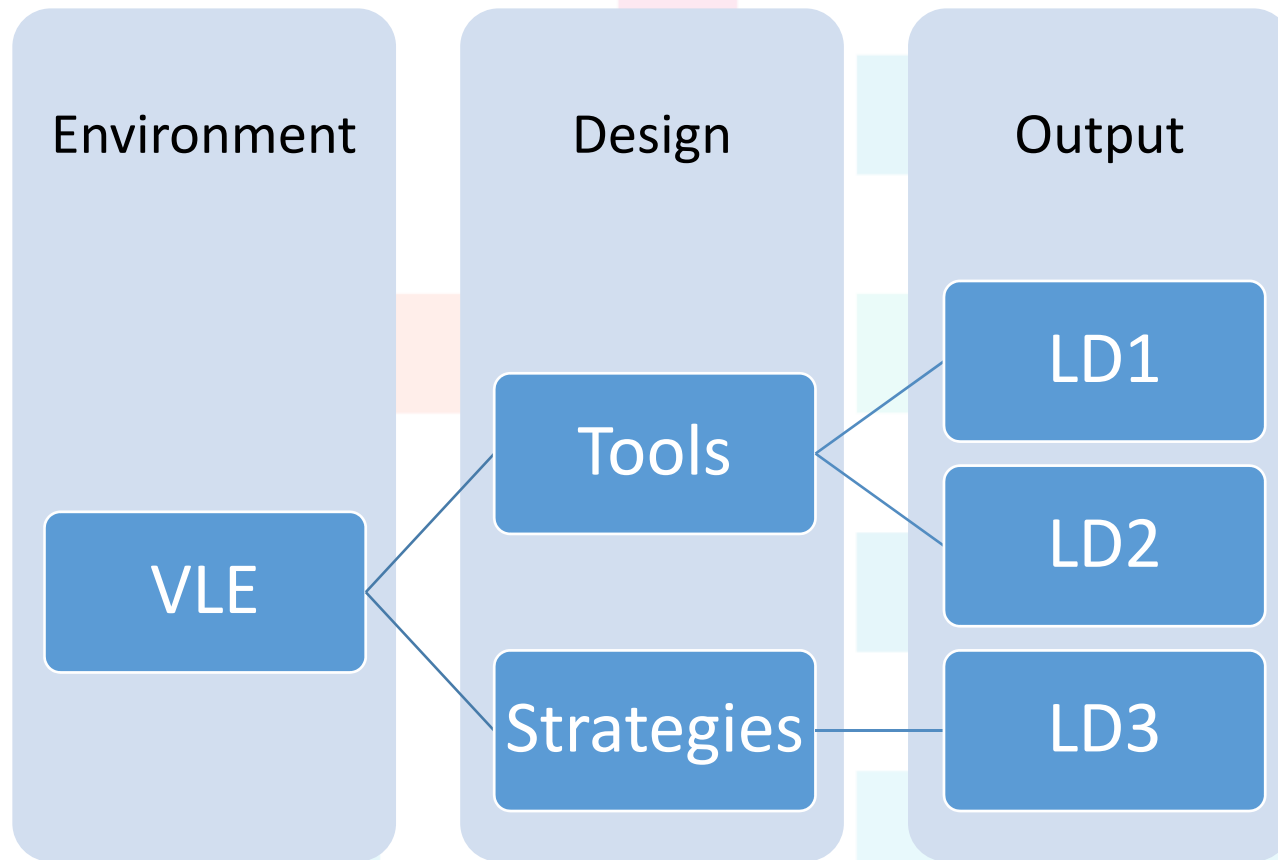 Environment
Design
Output
VLE
Tools
Strategies
LD1
LD2
LD3